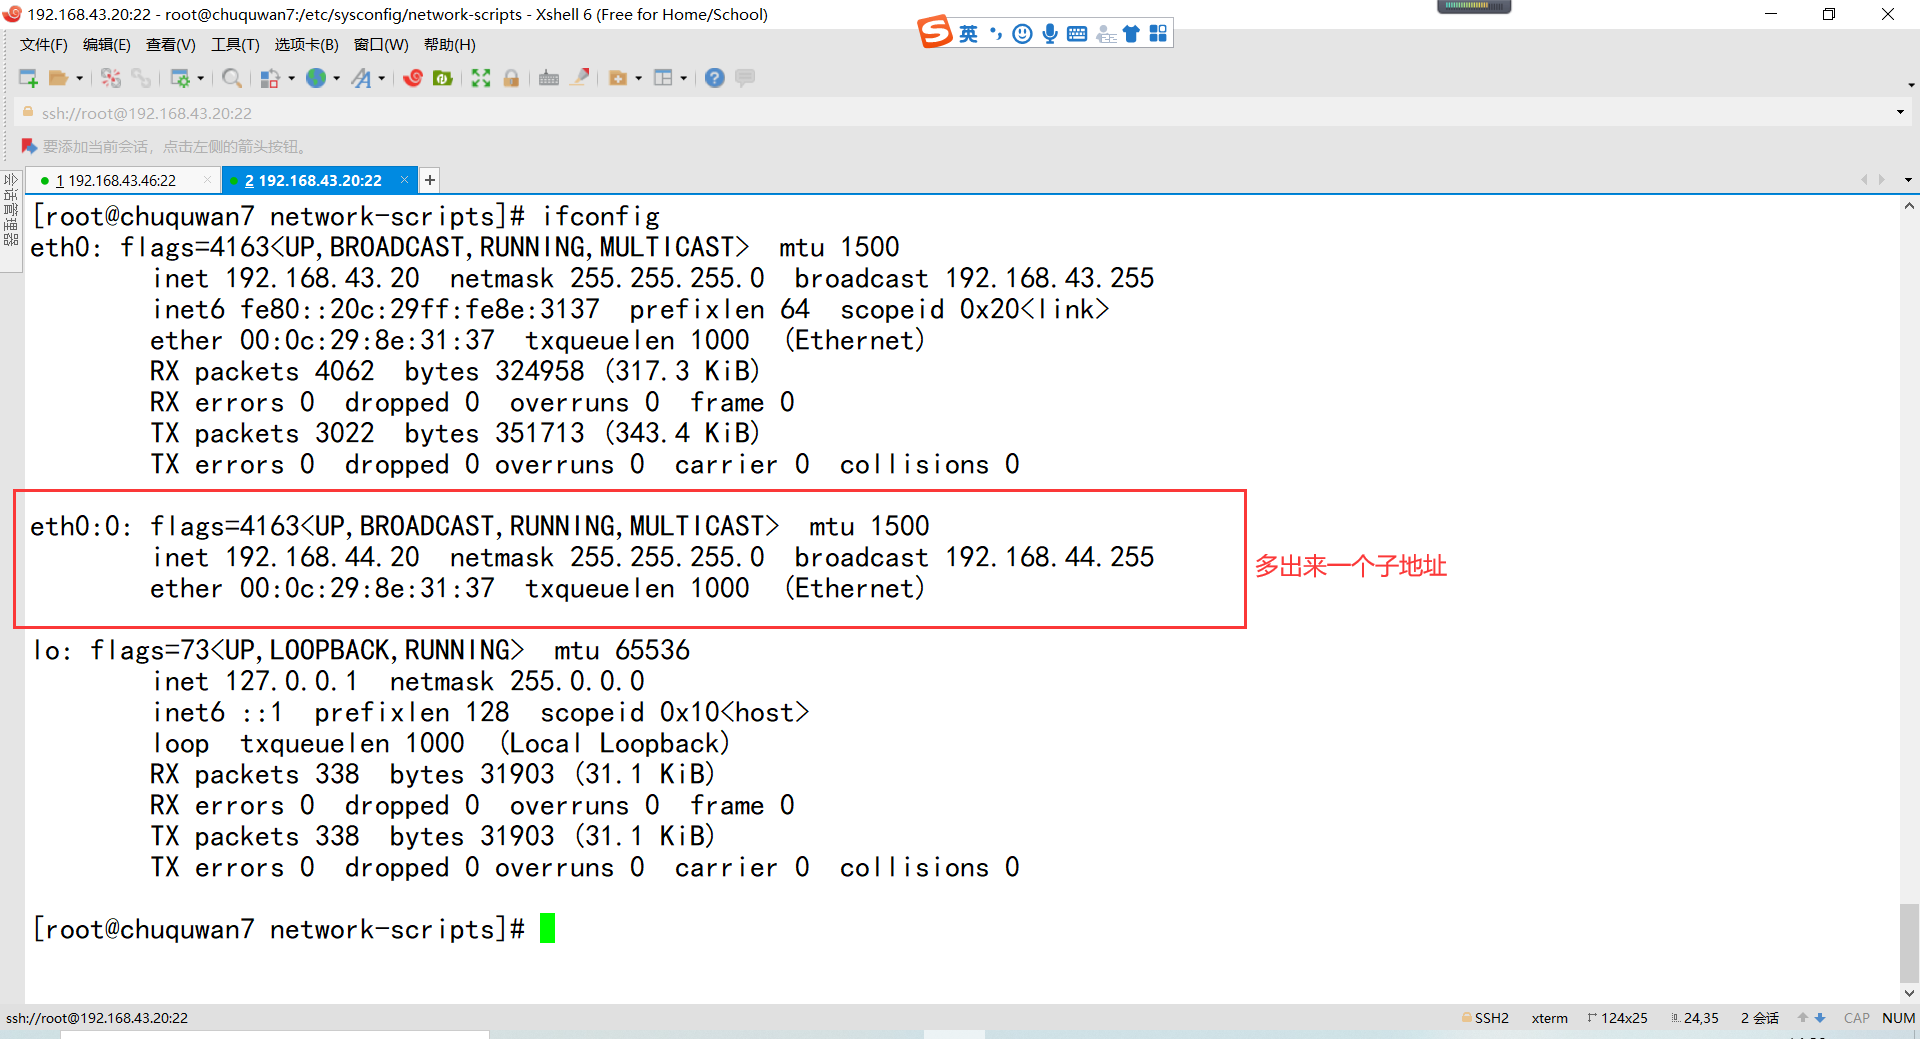 192.168.43.20:22 - root@chuquwan7:/etc/sysconfig/network-scripts - Xshell 6 (Free for Home/School)
英
文件(F) 编辑(E) 查看(V) 工具(T) 选项卡(B) 窗口(W) 帮助(H)
ssh://root@192.168.43.20:22
要添加当前会话，点击左侧的箭头按钮。
会话管理器
1 192.168.43.46:22 × 2 192.168.43.20:22 × +
[root@chuquwan7 network-scripts]# ifconfig
eth0: flags=4163<UP,BROADCAST,RUNNING,MULTICAST>  mtu 1500
        inet 192.168.43.20  netmask 255.255.255.0  broadcast 192.168.43.255
        inet6 fe80::20c:29ff:fe8e:3137  prefixlen 64  scopeid 0x20<link>
        ether 00:0c:29:8e:31:37  txqueuelen 1000  (Ethernet)
        RX packets 4062  bytes 324958 (317.3 KiB)
        RX errors 0  dropped 0  overruns 0  frame 0
        TX packets 3022  bytes 351713 (343.4 KiB)
        TX errors 0  dropped 0 overruns 0  carrier 0  collisions 0
eth0:0: flags=4163<UP,BROADCAST,RUNNING,MULTICAST>  mtu 1500
        inet 192.168.44.20  netmask 255.255.255.0  broadcast 192.168.44.255
        ether 00:0c:29:8e:31:37  txqueuelen 1000  (Ethernet)
多出来一个子地址
lo: flags=73<UP,LOOPBACK,RUNNING>  mtu 65536
        inet 127.0.0.1  netmask 255.0.0.0
        inet6 ::1  prefixlen 128  scopeid 0x10<host>
        loop  txqueuelen 1000  (Local Loopback)
        RX packets 338  bytes 31903 (31.1 KiB)
        RX errors 0  dropped 0  overruns 0  frame 0
        TX packets 338  bytes 31903 (31.1 KiB)
        TX errors 0  dropped 0 overruns 0  carrier 0  collisions 0
[root@chuquwan7 network-scripts]#
ssh://root@192.168.43.20:22 SSH2 xterm 124x25 24,35 2 会话 CAP NUM